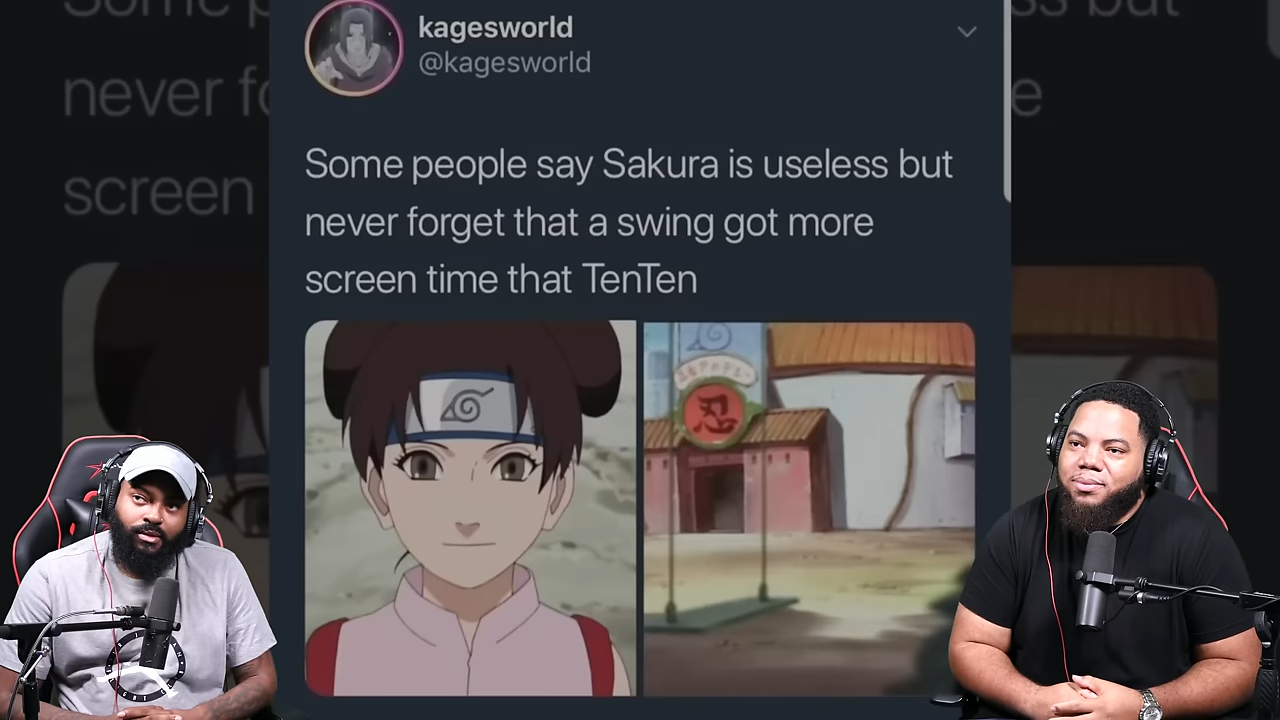 kagesworld
@kagesworld
Some people say Sakura is useless but
never forget that a swing got more
screen time that TenTen
忍